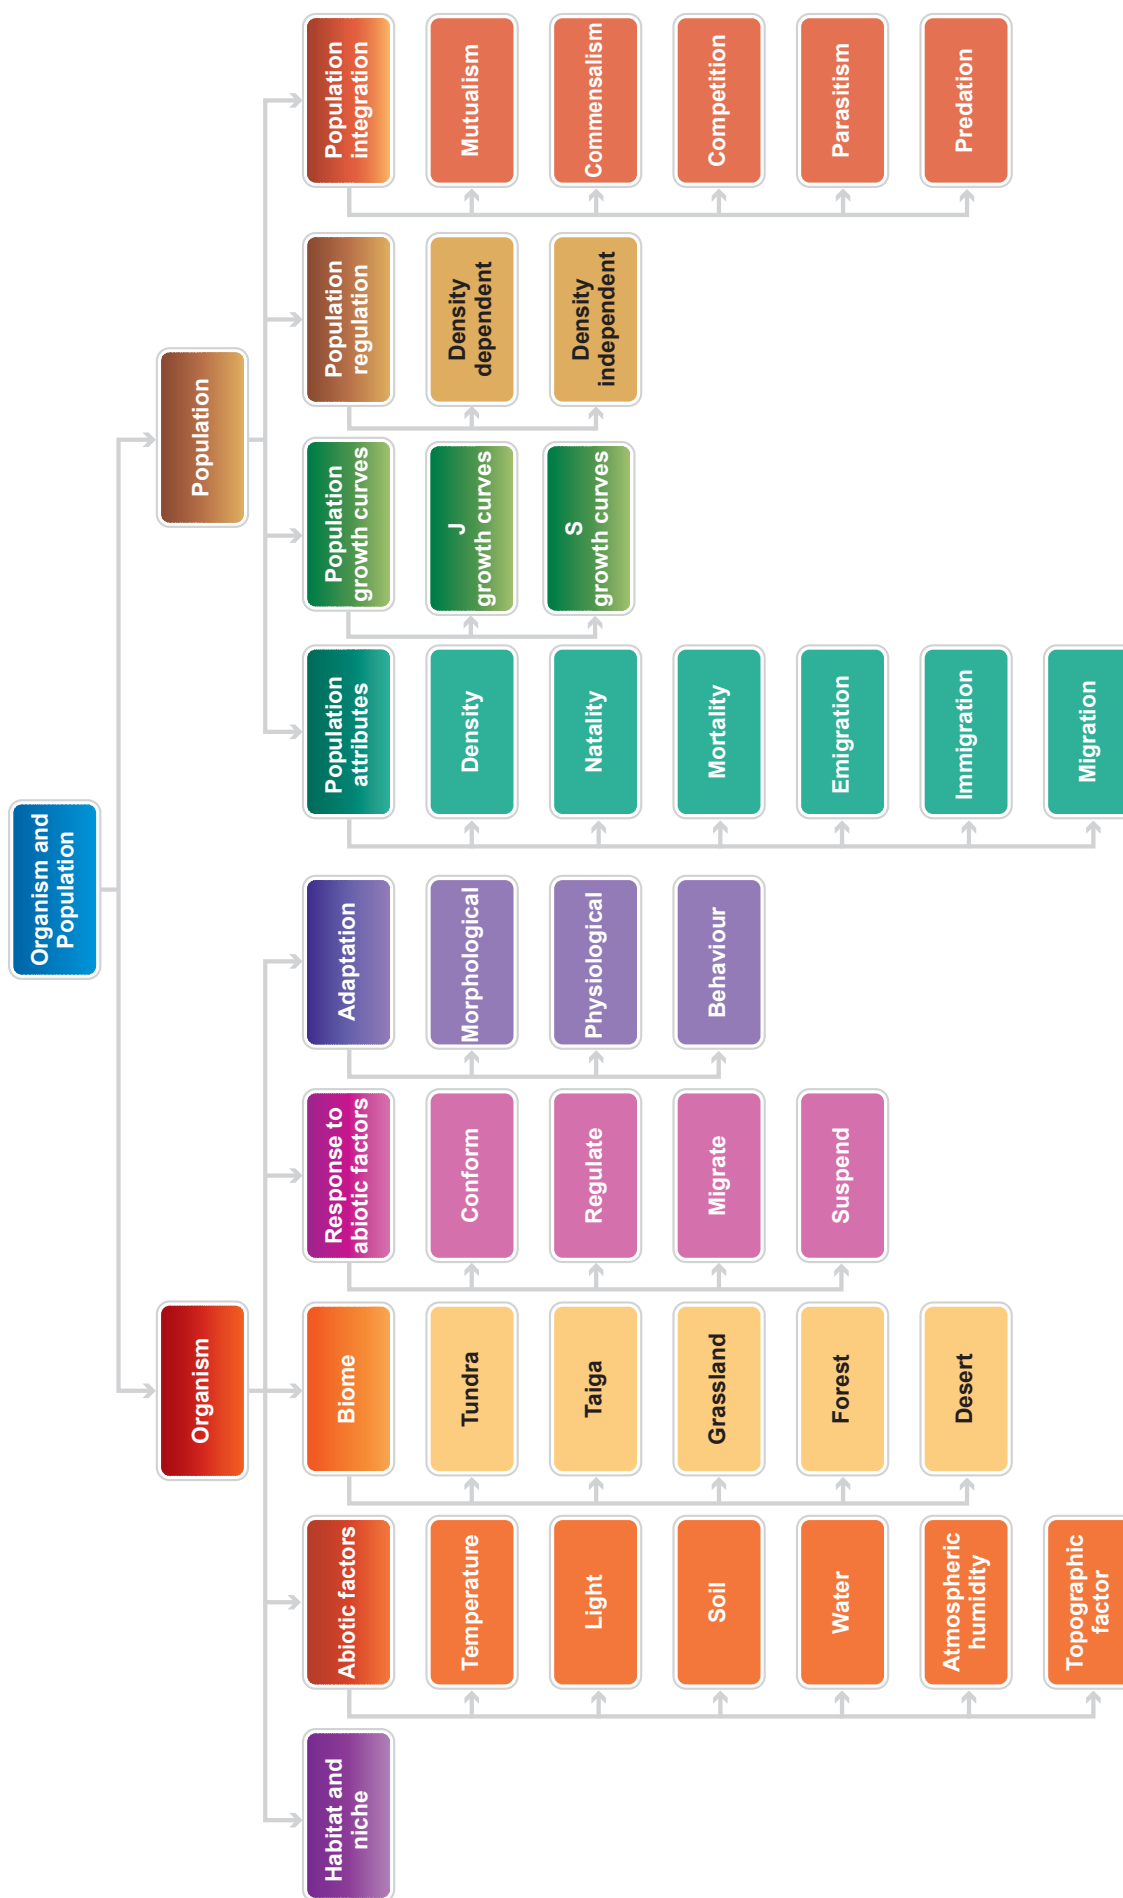 Organism and
Population
Organism
Population
Habitat and
niche
Abiotic factors
Temperature
Light
Soil
Water
Atmospheric
humidity
Topographic
factor
Biome
Tundra
Taiga
Grassland
Forest
Desert
Response to
abiotic factors
Conform
Regulate
Migrate
Suspend
Adaptation
Morphological
Physiological
Behaviour
Population
attributes
Density
Natality
Mortality
Emigration
Immigration
Migration
Population
growth curves
J
growth curves
S
growth curves
Population
regulation
Density
dependent
Density
independent
Population
integration
Mutualism
Commensalism
Competition
Parasitism
Predation